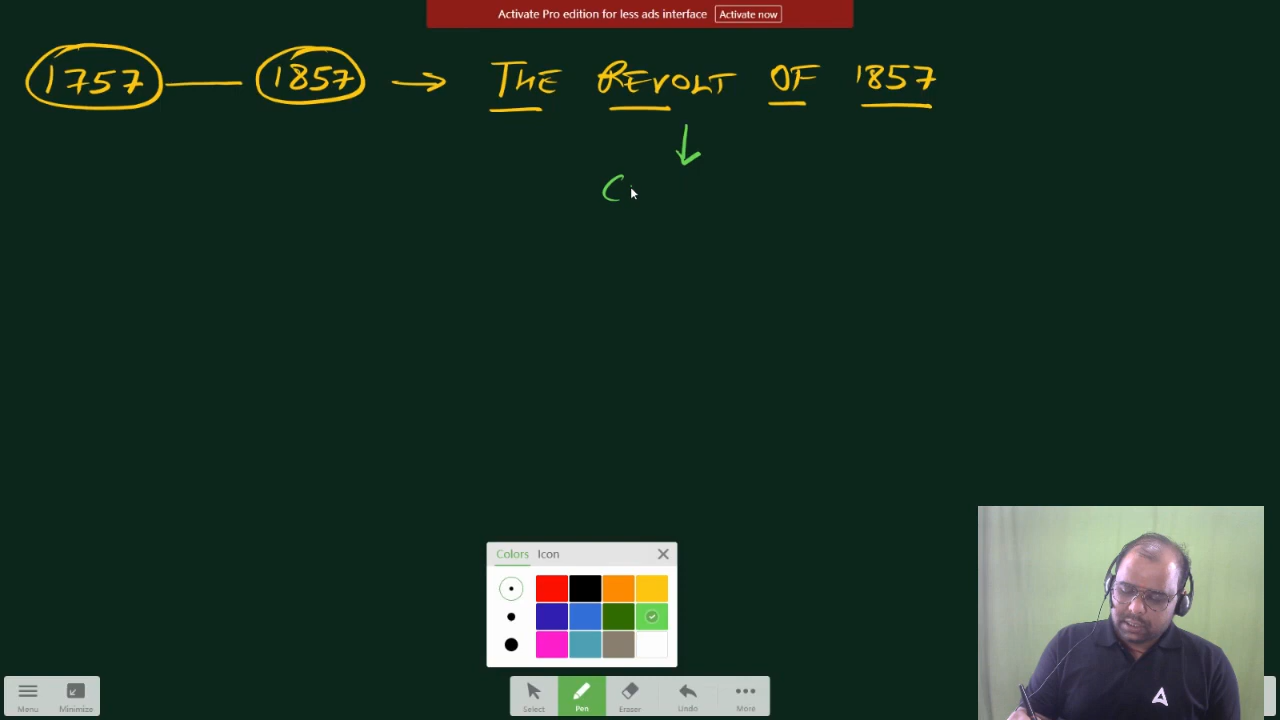 Activate Pro edition for less ads interface Activate now
1757 — 1857 → THE REVOLT OF 1857
↓
C
Colors Icon
Menu Minimize Select Pen Eraser Undo More